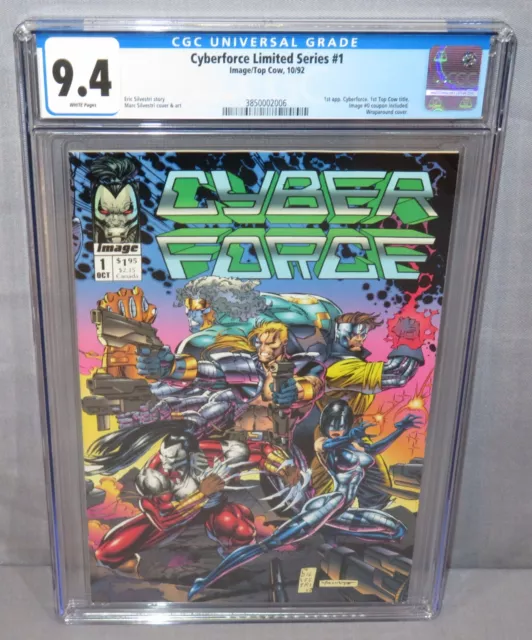 CGC UNIVERSAL GRADE
9.4
WHITE Pages
Cyberforce Limited Series #1
Image/Top Cow, 10/92
Eric Silvestri story
Marc Silvestri cover & art
3850002006
1st app. Cyberforce. 1st Top Cow title.
Image #0 coupon included.
Wraparound cover.
CYBER
FORCE
image
1
OCT
$1.95
$2.45
Canada